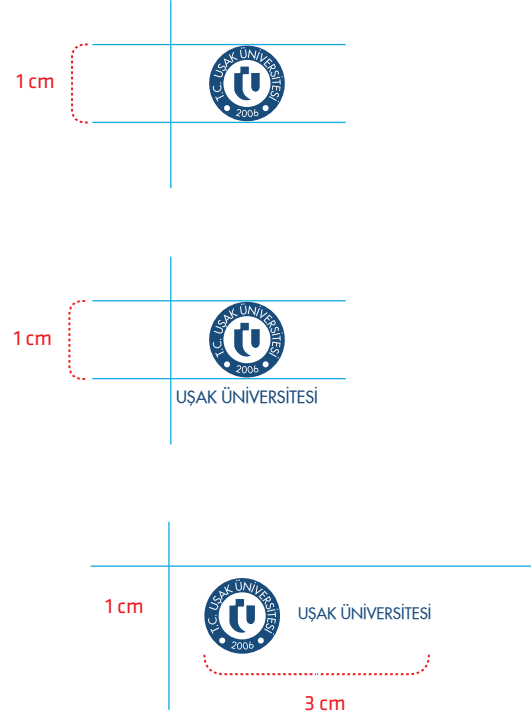 1 cm
T.C. UŞAK ÜNİVERSİTESİ
2006
1 cm
T.C. UŞAK ÜNİVERSİTESİ
2006
UŞAK ÜNİVERSİTESİ
1 cm
T.C. UŞAK ÜNİVERSİTESİ
2006
UŞAK ÜNİVERSİTESİ
3 cm